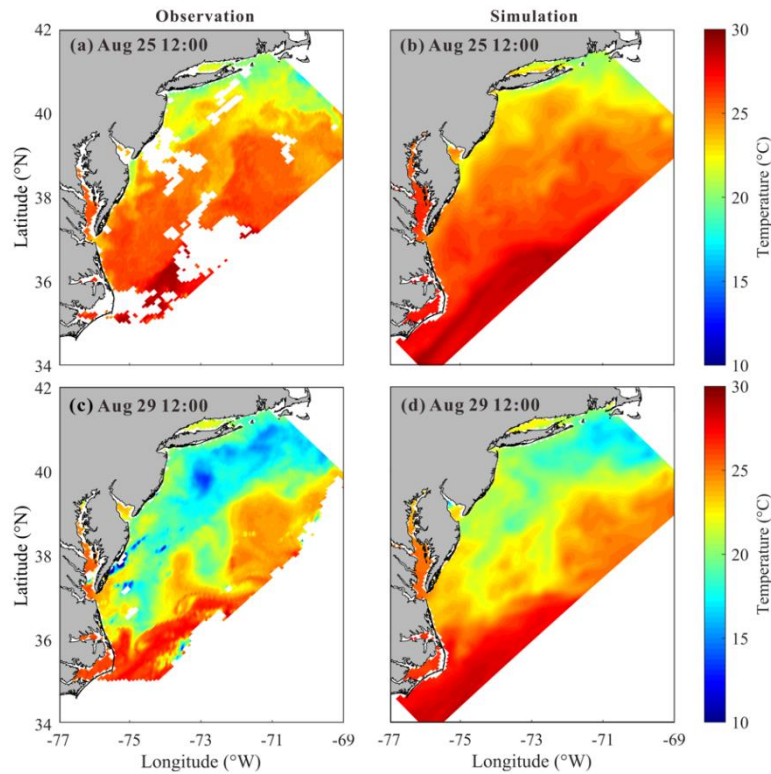 Observation
Simulation
(a) Aug 25 12:00
(b) Aug 25 12:00
42
40
38
36
34
Latitude (°N)
30
25
20
15
10
Temperature (°C)
(c) Aug 29 12:00
(d) Aug 29 12:00
42
40
38
36
34
Latitude (°N)
30
25
20
15
10
Temperature (°C)
-77
-75
-73
-71
-69
-77
-75
-73
-71
-69
Longitude (°W)
Longitude (°W)